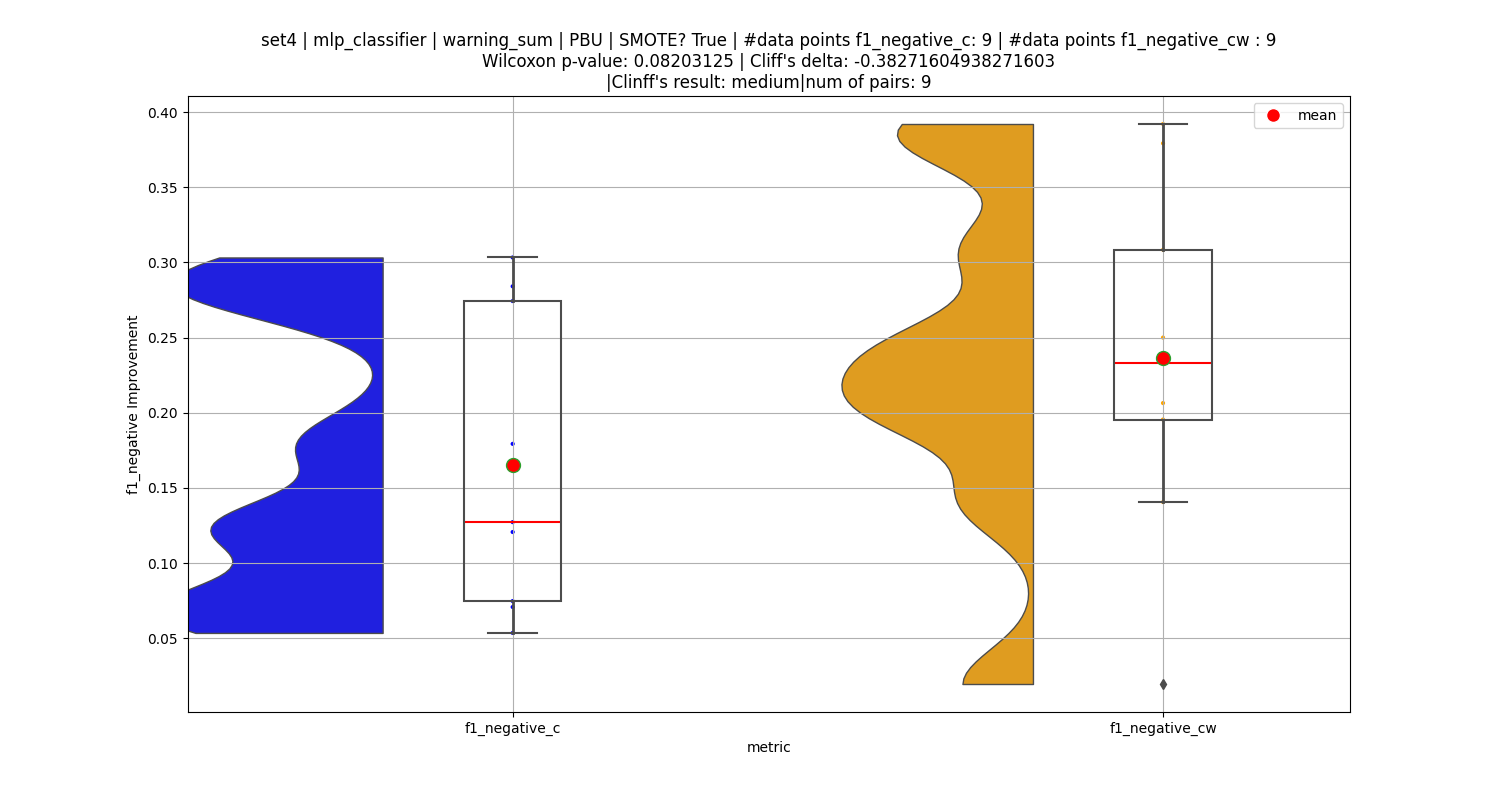 set4 | mlp_classifier | warning_sum | PBU | SMOTE? True | #data points f1_negative_c: 9 | #data points f1_negative_cw : 9
Wilcoxon p-value: 0.08203125 | Cliff's delta: -0.38271604938271603
|Clinff's result: medium|num of pairs: 9
mean
0.40
0.35
0.30
0.25
0.20
0.15
0.10
0.05
f1_negative Improvement
f1_negative_c
f1_negative_cw
metric